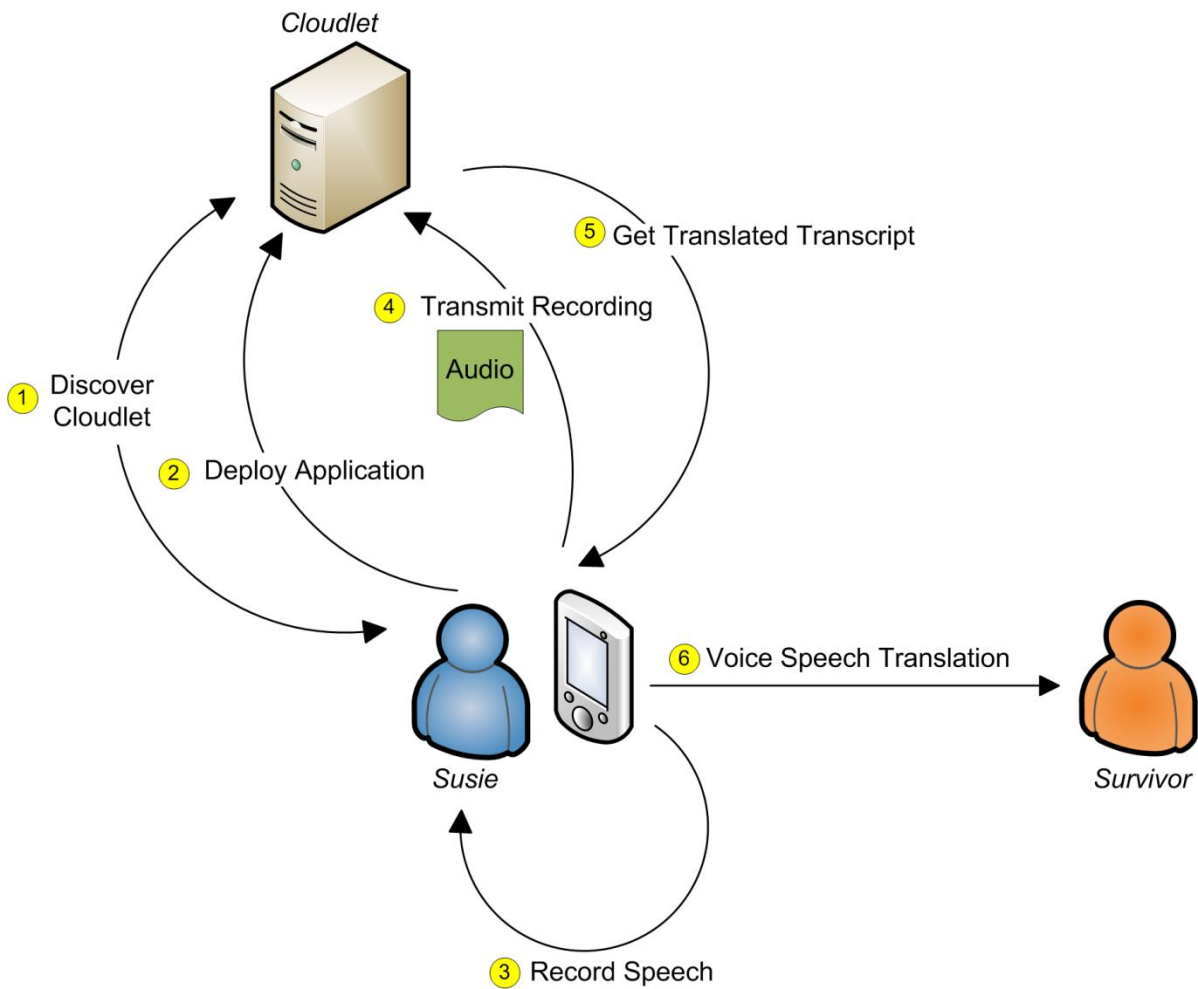 Cloudlet
5 Get Translated Transcript
4 Transmit Recording
Audio
1 Discover
Cloudlet
2 Deploy Application
6 Voice Speech Translation
Susie
Survivor
3 Record Speech